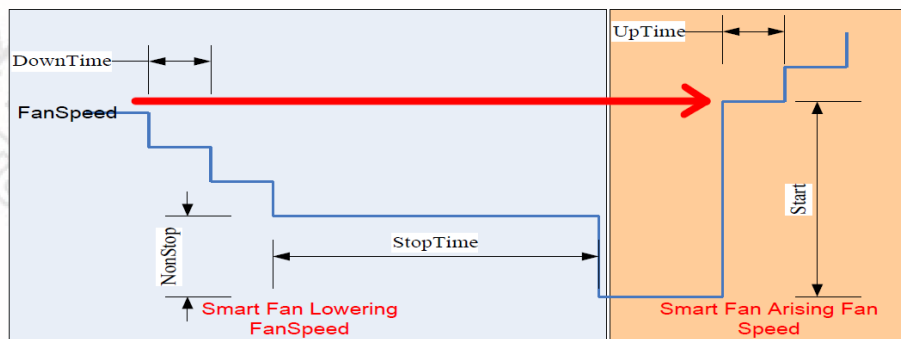 DownTime
UpTime
FanSpeed
Start
NonStop
StopTime
Smart Fan Lowering
FanSpeed
Smart Fan Arising Fan
Speed